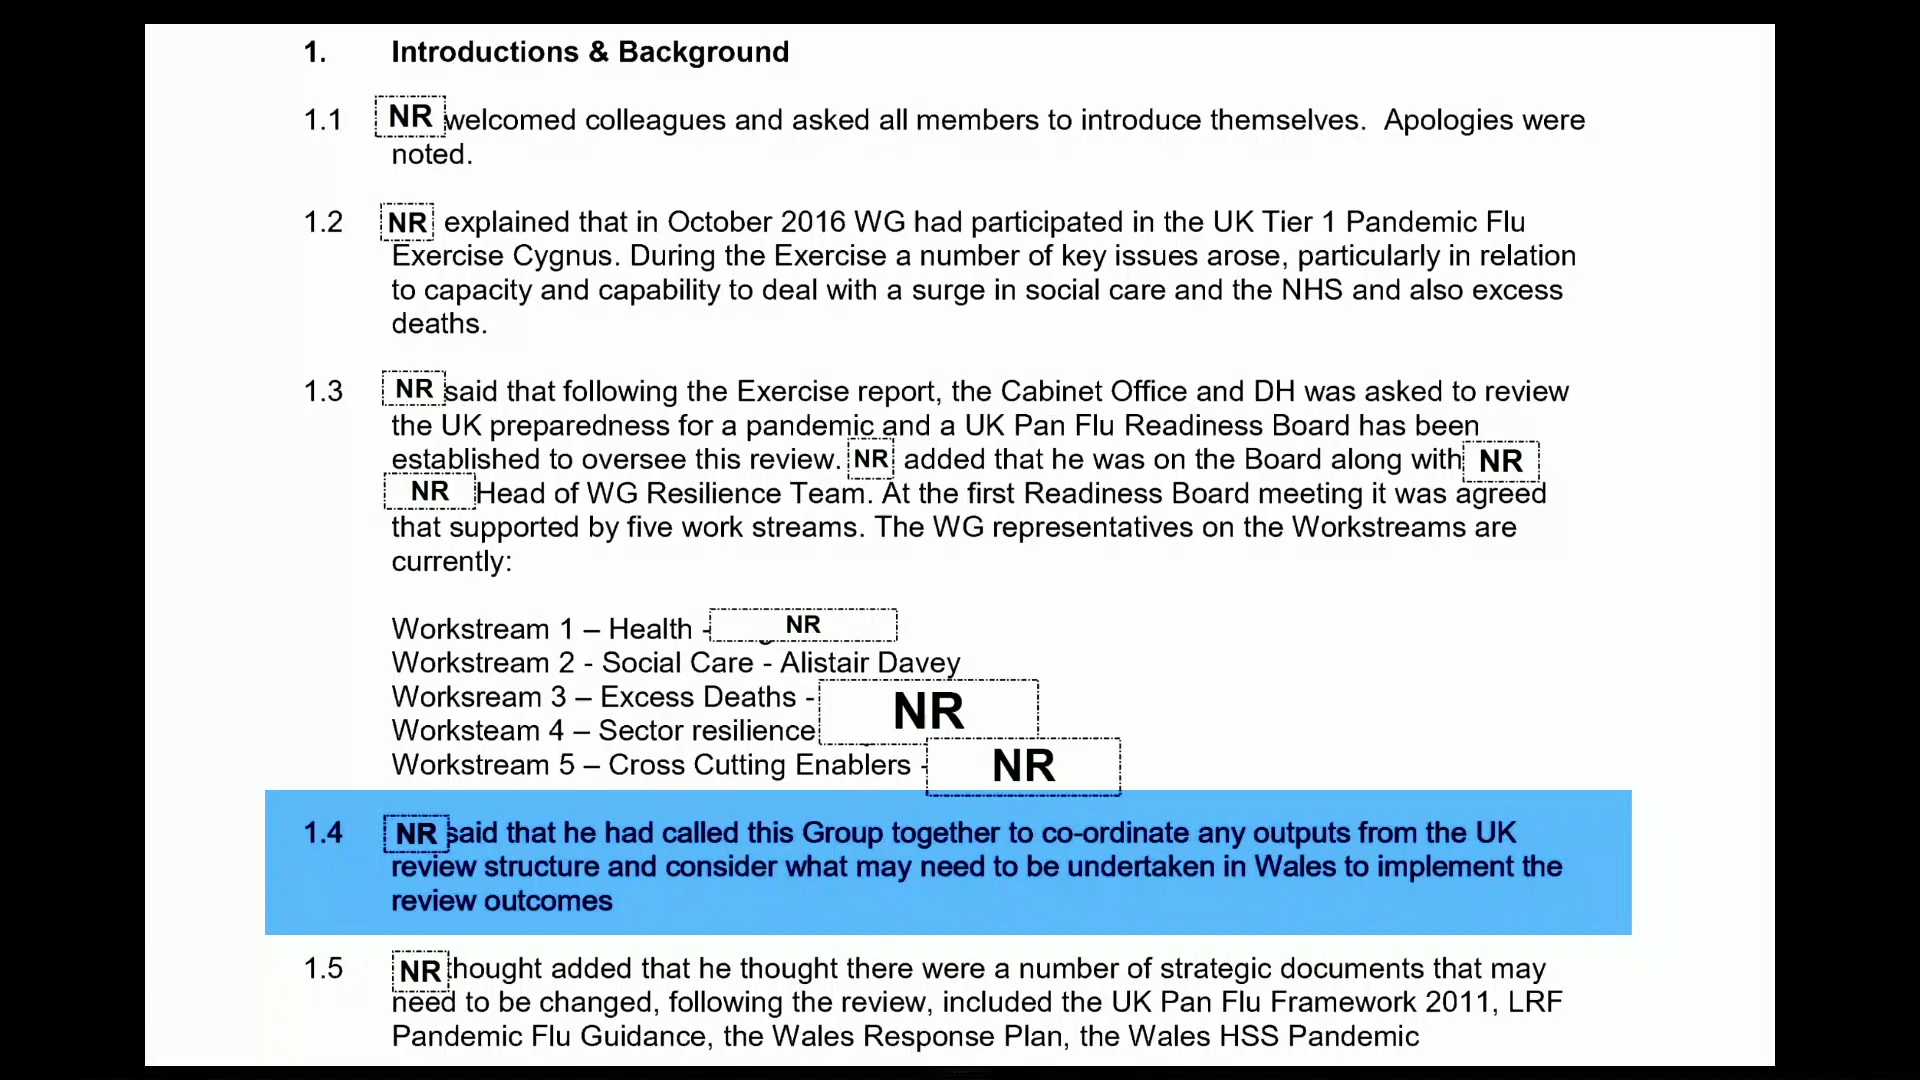 1. Introductions & Background
1.1 NR welcomed colleagues and asked all members to introduce themselves. Apologies were
noted.
1.2 NR explained that in October 2016 WG had participated in the UK Tier 1 Pandemic Flu
Exercise Cygnus. During the Exercise a number of key issues arose, particularly in relation
to capacity and capability to deal with a surge in social care and the NHS and also excess
deaths.
1.3 NR said that following the Exercise report, the Cabinet Office and DH was asked to review
the UK preparedness for a pandemic and a UK Pan Flu Readiness Board has been
established to oversee this review. NR added that he was on the Board along with NR
NR Head of WG Resilience Team. At the first Readiness Board meeting it was agreed
that supported by five work streams. The WG representatives on the Workstreams are
currently:
Workstream 1 – Health - NR
Workstream 2 - Social Care - Alistair Davey
Worksream 3 – Excess Deaths - NR
Worksteam 4 – Sector resilience
Workstream 5 – Cross Cutting Enablers - NR
1.4 NR said that he had called this Group together to co-ordinate any outputs from the UK
review structure and consider what may need to be undertaken in Wales to implement the
review outcomes
1.5 NR thought added that he thought there were a number of strategic documents that may
need to be changed, following the review, included the UK Pan Flu Framework 2011, LRF
Pandemic Flu Guidance, the Wales Response Plan, the Wales HSS Pandemic